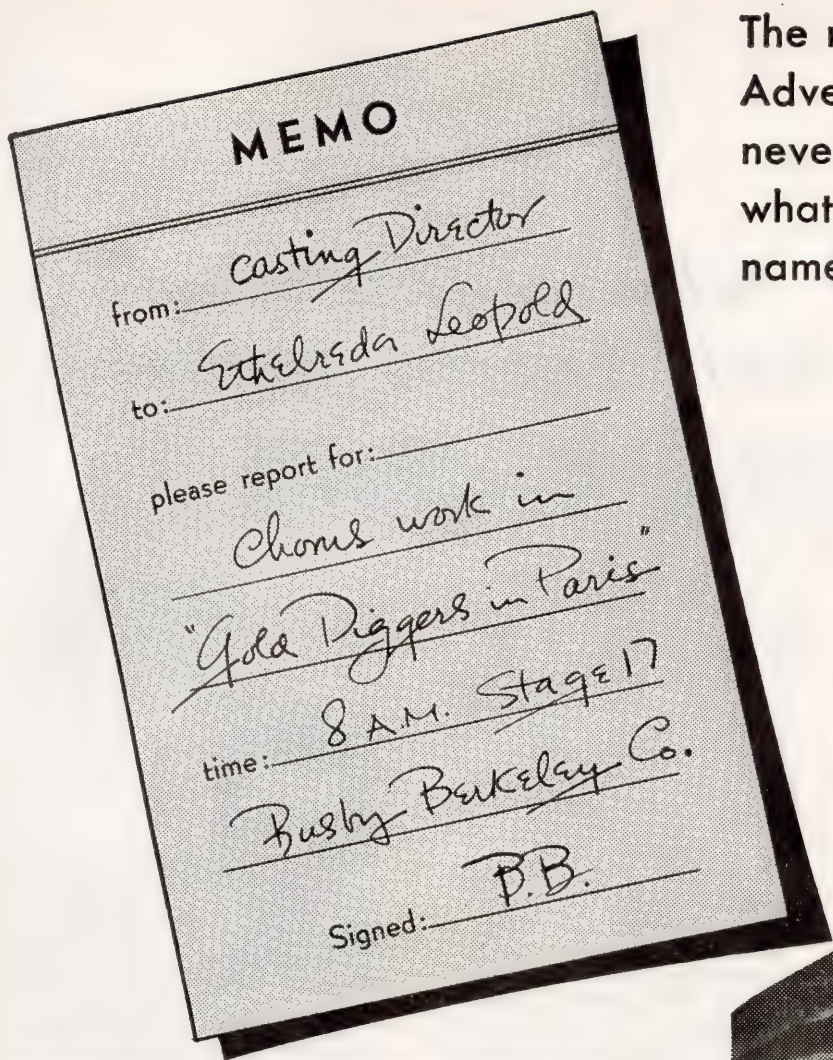 MEMO
from: Casting Director
to: Ethelreda Leopold
please report for:
Chorus work in
"Gold Diggers in Paris"
time: 8 A.M. Stage 17
Busby Berkeley Co.
Signed: B.B.
The
Adve
neve
what
name